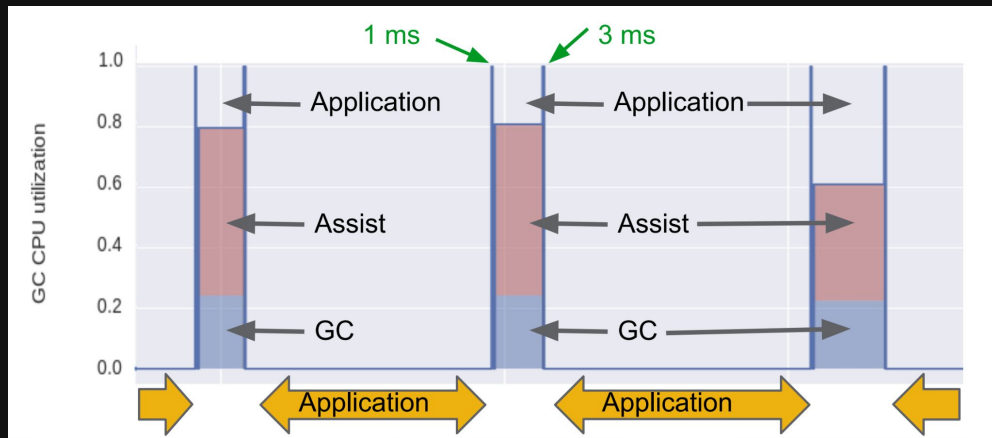 1 ms
3 ms
1.0
0.8
0.6
0.4
0.2
0.0
GC CPU utilization
Application
Application
Assist
Assist
GC
GC
Application
Application